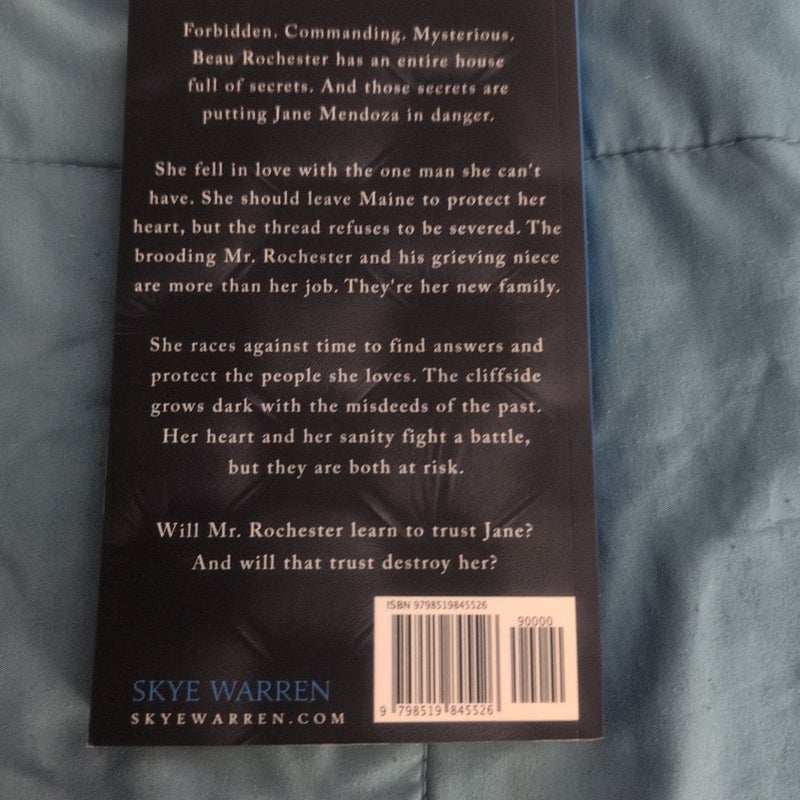 Forbidden. Commanding. Mysterious.
Beau Rochester has an entire house
full of secrets. And those secrets are
putting Jane Mendoza in danger.
She fell in love with the one man she can't
have. She should leave Maine to protect her
heart, but the thread refuses to be severed. The
brooding Mr. Rochester and his grieving niece
are more than her job. They're her new family.
She races against time to find answers and
protect the people she loves. The cliffside
grows dark with the misdeeds of the past.
Her heart and her sanity fight a battle,
but they are both at risk.
Will Mr. Rochester learn to trust Jane?
And will that trust destroy her?
ISBN 9798519845526
90000
9 798519 845526
SKYE WARREN
SKYEWARREN.COM